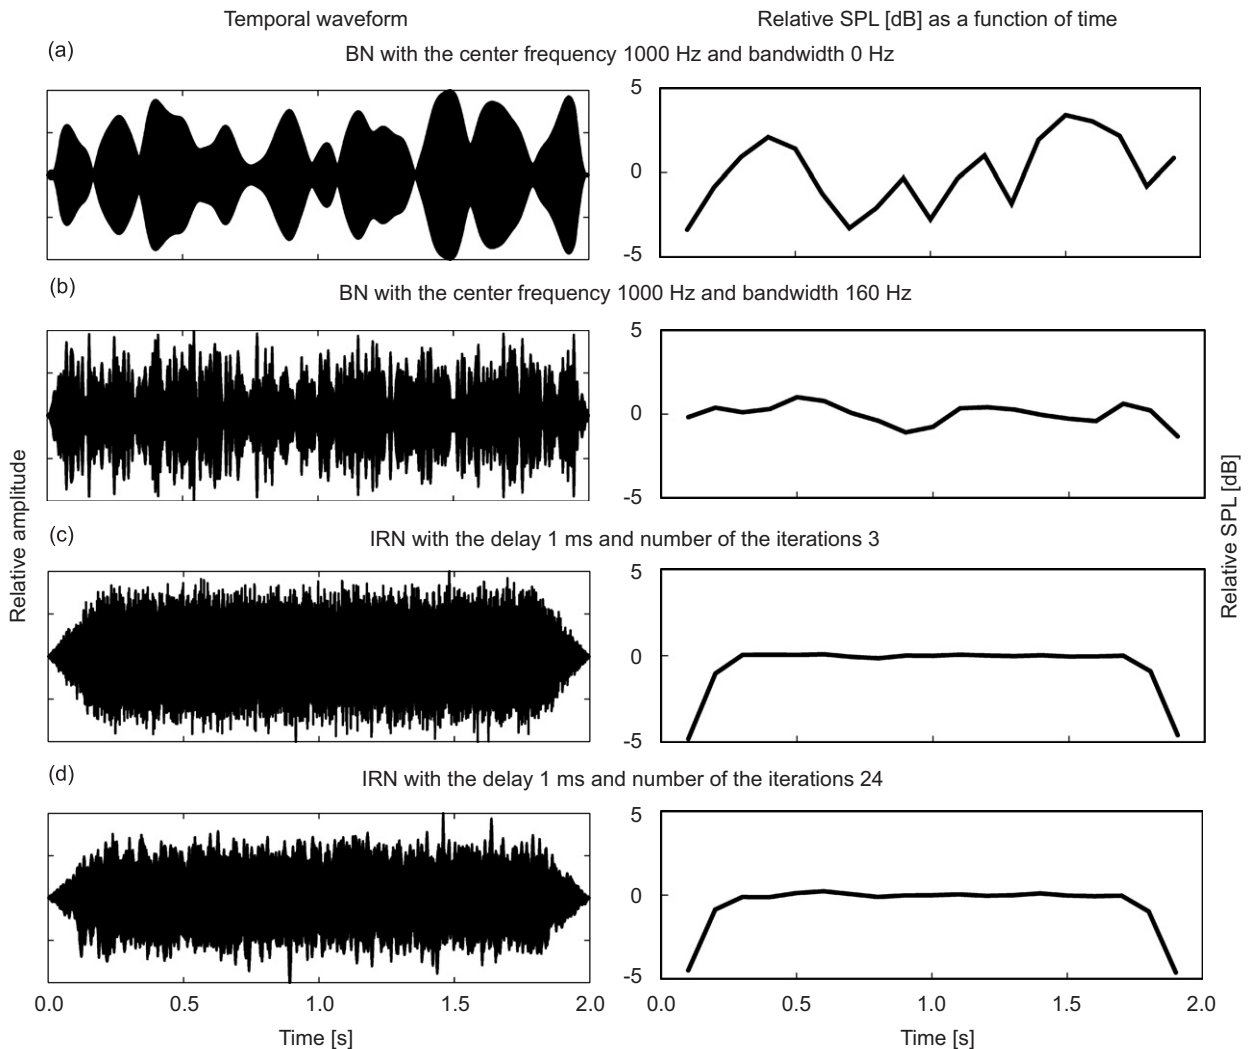 Temporal waveform
Relative SPL [dB] as a function of time
(a)
BN with the center frequency 1000 Hz and bandwidth 0 Hz
5
0
-5
(b)
BN with the center frequency 1000 Hz and bandwidth 160 Hz
5
0
-5
Relative amplitude
Relative SPL [dB]
(c)
IRN with the delay 1 ms and number of the iterations 3
5
0
-5
(d)
IRN with the delay 1 ms and number of the iterations 24
5
0
-5
0.0 0.5 1.0 1.5 2.0
0.0 0.5 1.0 1.5 2.0
Time [s]
Time [s]